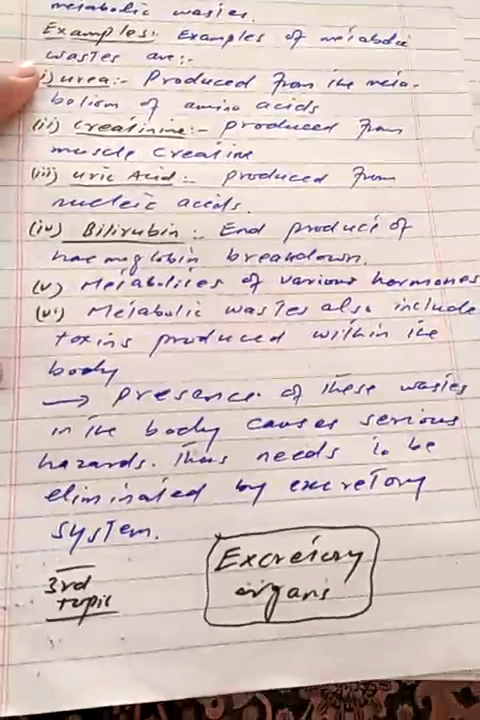 metabolic wastes.
Examples: Examples of metabolic
wastes are:-
i) urea:- Produced from the meta-
bolism of amino acids
(ii) Creatinine:- produced from
muscle Creatine
(iii) uric Acid:- produced from
nucleic acids.
(iv) Bilirubin:- End product of
haemoglobin breakdown.
(v) Metabolites of various hormones
(vi) Metabolic wastes also include
toxins produced within the
body
→ presence of these wastes
in the body causes serious
hazards. Thus needs to be
eliminated by excretory
system.
3rd
topic
Excretory
organs